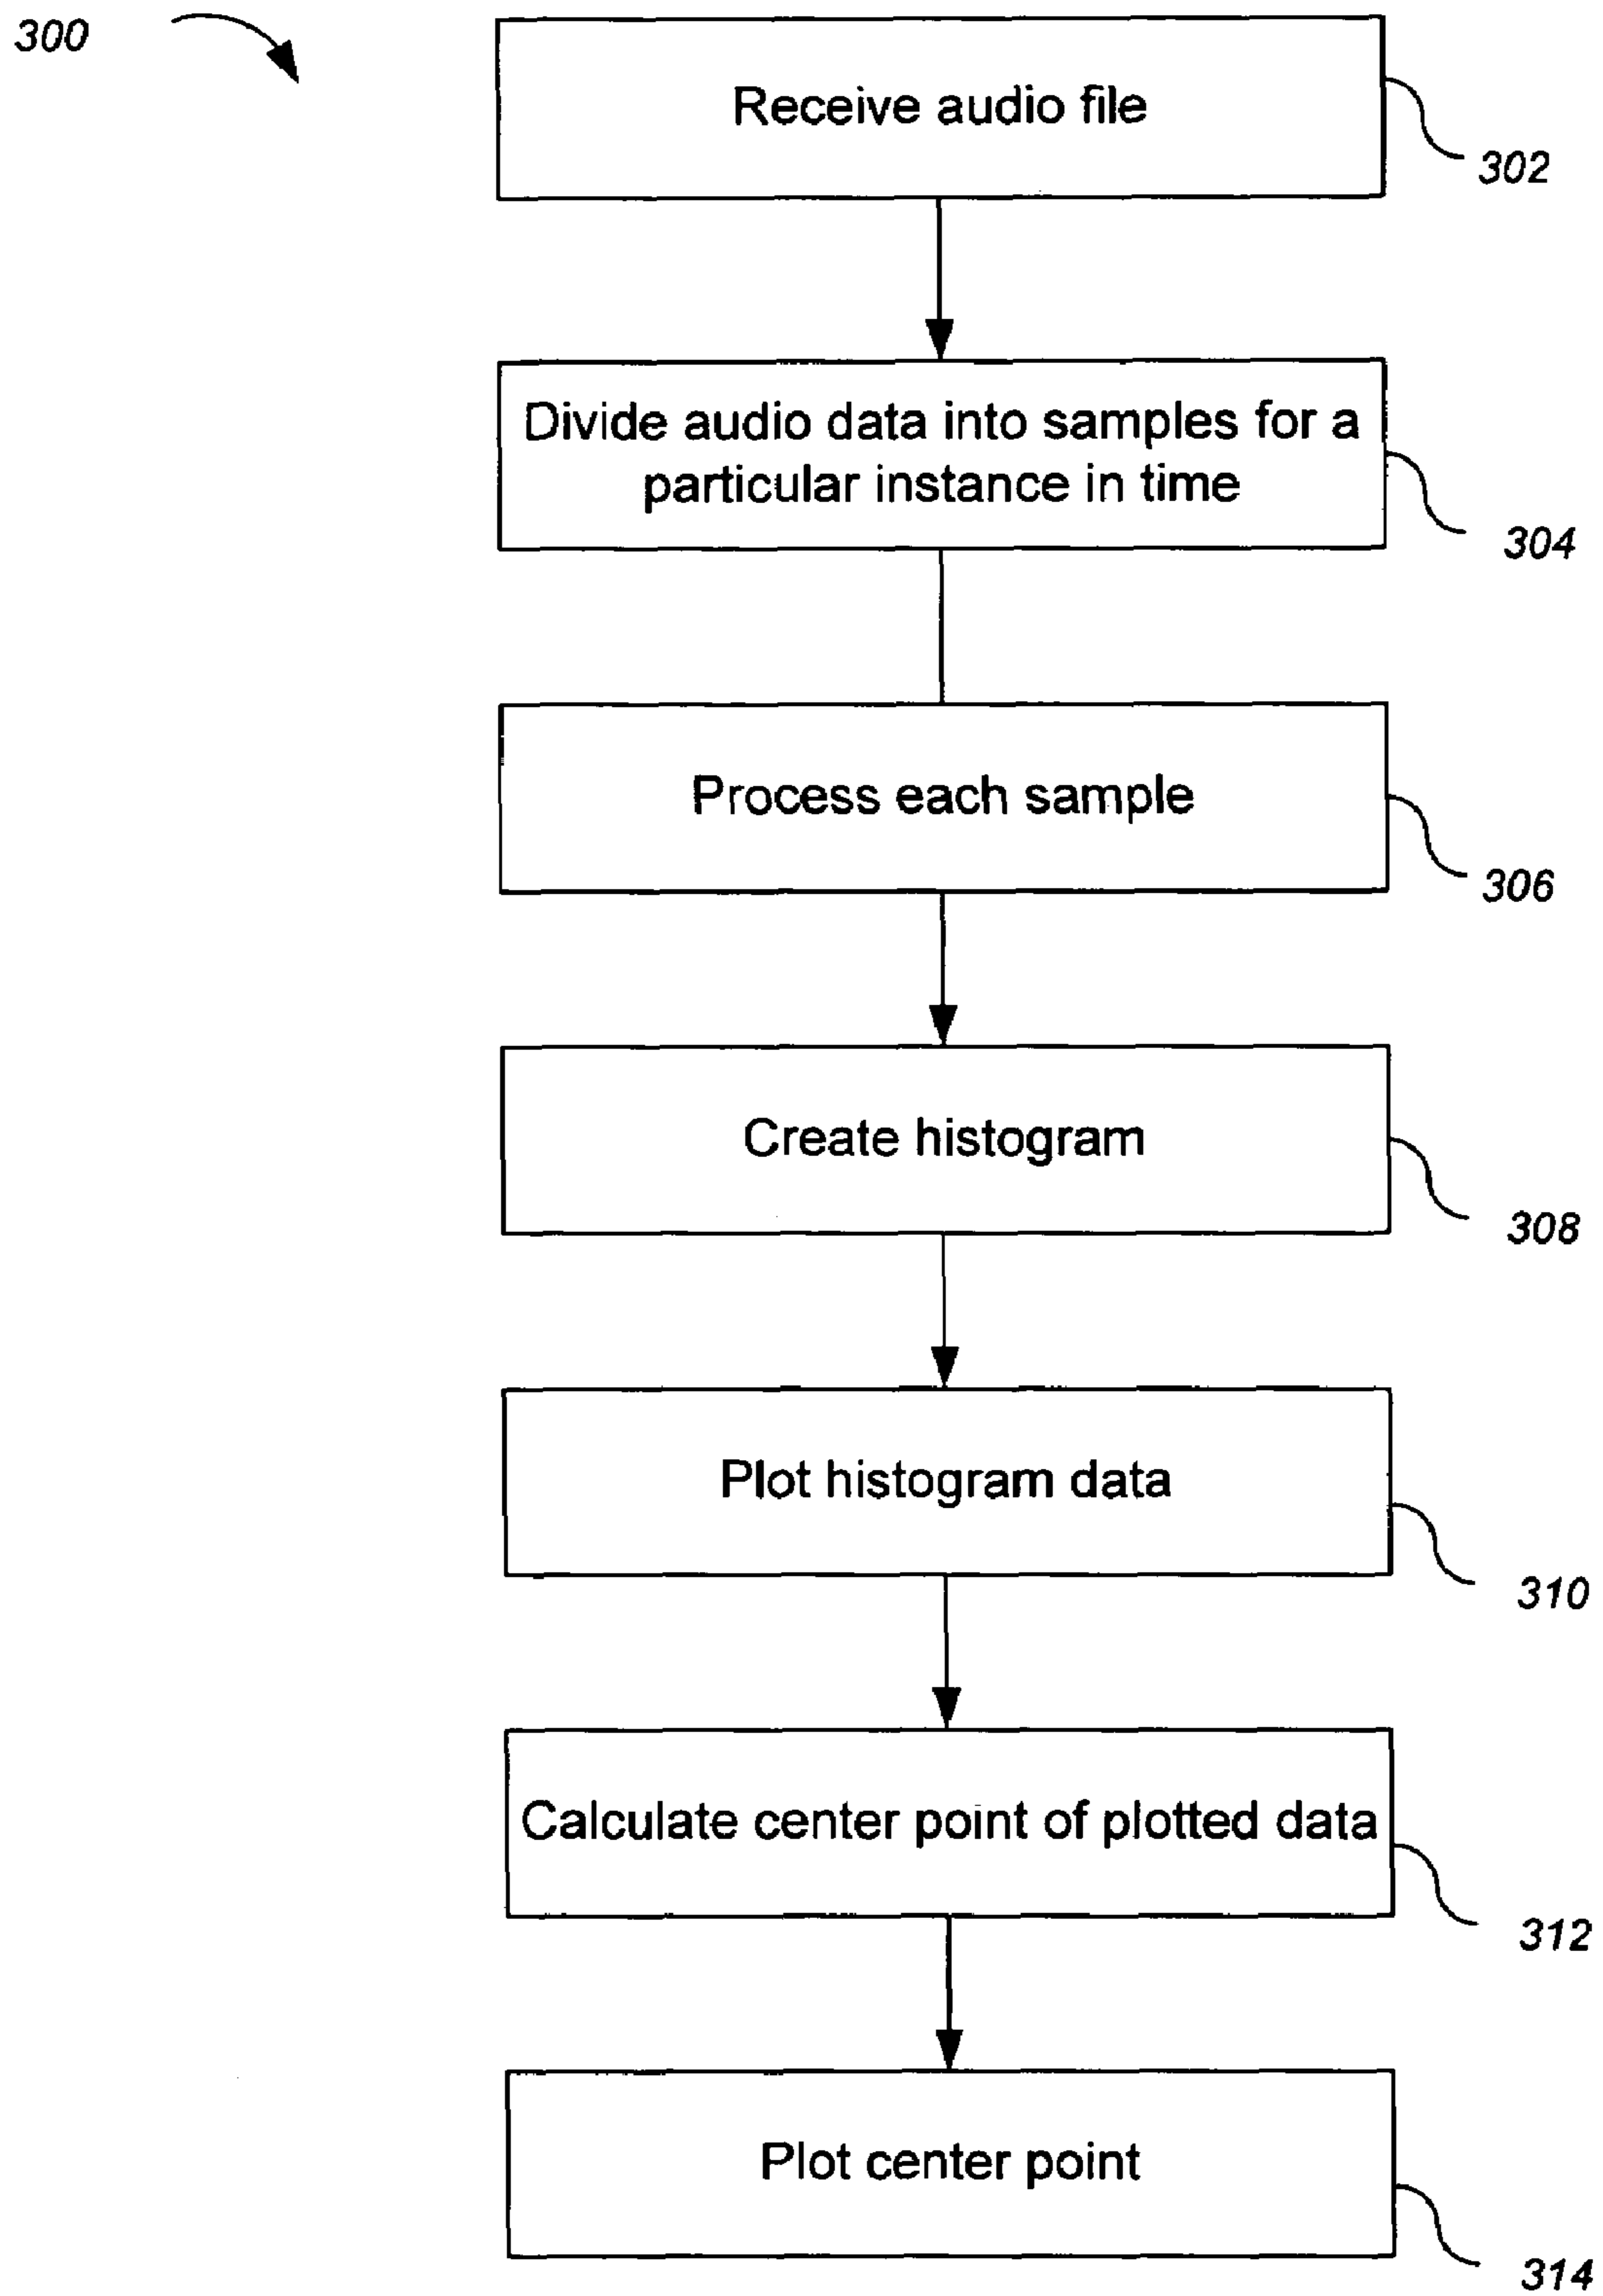 300
Receive audio file
302
Divide audio data into samples for a
particular instance in time
304
Process each sample
306
Create histogram
308
Plot histogram data
310
Calculate center point of plotted data
312
Plot center point
314